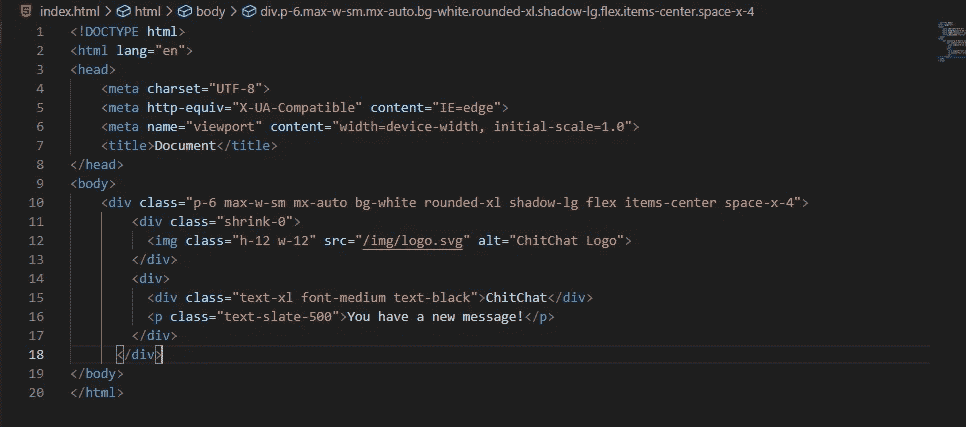 index.html > html > body > div.p-6.max-w-sm.mx-auto.bg-white.rounded-xl.shadow-lg.flex.items-center.space-x-4
1 <!DOCTYPE html>
2 <html lang="en">
3 <head>
4     <meta charset="UTF-8">
5     <meta http-equiv="X-UA-Compatible" content="IE=edge">
6     <meta name="viewport" content="width=device-width, initial-scale=1.0">
7     <title>Document</title>
8 </head>
9 <body>
10     <div class="p-6 max-w-sm mx-auto bg-white rounded-xl shadow-lg flex items-center space-x-4">
11         <div class="shrink-0">
12           <img class="h-12 w-12" src="/img/logo.svg" alt="ChitChat Logo">
13         </div>
14         <div>
15           <div class="text-xl font-medium text-black">ChitChat</div>
16           <p class="text-slate-500">You have a new message!</p>
17         </div>
18       </div>
19 </body>
20 </html>